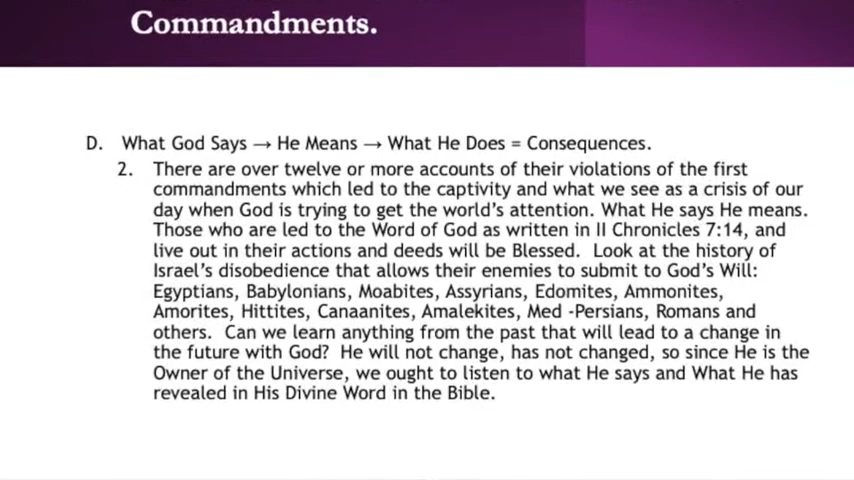 Commandments.
D. What God Says → He Means → What He Does = Consequences.
2. There are over twelve or more accounts of their violations of the first
commandments which led to the captivity and what we see as a crisis of our
day when God is trying to get the world's attention. What He says He means.
Those who are led to the Word of God as written in II Chronicles 7:14, and
live out in their actions and deeds will be Blessed. Look at the history of
Israel's disobedience that allows their enemies to submit to God's Will:
Egyptians, Babylonians, Moabites, Assyrians, Edomites, Ammonites,
Amorites, Hittites, Canaanites, Amalekites, Med -Persians, Romans and
others. Can we learn anything from the past that will lead to a change in
the future with God? He will not change, has not changed, so since He is the
Owner of the Universe, we ought to listen to what He says and What He has
revealed in His Divine Word in the Bible.